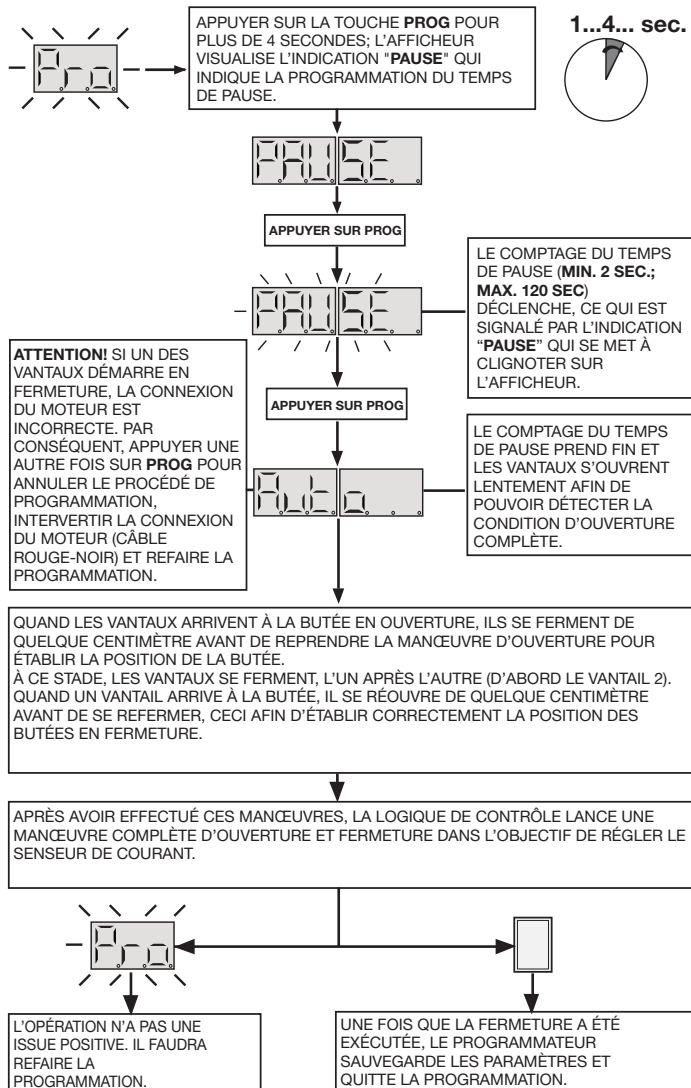 Pro
APPUYER SUR LA TOUCHE PROG POUR
PLUS DE 4 SECONDES; L'AFFICHEUR
VISUALISE L'INDICATION "PAUSE" QUI
INDIQUE LA PROGRAMMATION DU TEMPS
DE PAUSE.
1...4... sec.
PAUSE
APPUYER SUR PROG
PAUSE
LE COMPTAGE DU TEMPS
DE PAUSE (MIN. 2 SEC.;
MAX. 120 SEC)
DÉCLENCHE, CE QUI EST
SIGNALÉ PAR L'INDICATION
“PAUSE” QUI SE MET À
CLIGNOTER SUR
L'AFFICHEUR.
ATTENTION! SI UN DES
VANTAUX DÉMARRE EN
FERMETURE, LA CONNEXION
DU MOTEUR EST
INCORRECTE. PAR
CONSÉQUENT, APPUYER UNE
AUTRE FOIS SUR PROG POUR
ANNULER LE PROCÉDÉ DE
PROGRAMMATION,
INTERVERTIR LA CONNEXION
DU MOTEUR (CÂBLE
ROUGE-NOIR) ET REFAIRE LA
PROGRAMMATION.
APPUYER SUR PROG
Auto
LE COMPTAGE DU TEMPS
DE PAUSE PREND FIN ET
LES VANTAUX S'OUVRENT
LENTEMENT AFIN DE
POUVOIR DÉTECTER LA
CONDITION D'OUVERTURE
COMPLÈTE.
QUAND LES VANTAUX ARRIVENT À LA BUTÉE EN OUVERTURE, ILS SE FERMENT DE
QUELQUE CENTIMÈTRE AVANT DE REPRENDRE LA MANŒUVRE D'OUVERTURE POUR
ÉTABLIR LA POSITION DE LA BUTÉE.
À CE STADE, LES VANTAUX SE FERMENT, L'UN APRÈS L'AUTRE (D'ABORD LE VANTAIL 2).
QUAND UN VANTAIL ARRIVE À LA BUTÉE, IL SE RÉOUVRE DE QUELQUE CENTIMÈTRE
AVANT DE SE REFERMER, CECI AFIN D'ÉTABLIR CORRECTEMENT LA POSITION DES
BUTÉES EN FERMETURE.
APRÈS AVOIR EFFECTUÉ CES MANŒUVRES, LA LOGIQUE DE CONTRÔLE LANCE UNE
MANŒUVRE COMPLÈTE D'OUVERTURE ET FERMETURE DANS L'OBJECTIF DE RÉGLER LE
SENSEUR DE COURANT.
Pro
L'OPÉRATION N'A PAS UNE
ISSUE POSITIVE. IL FAUDRA
REFAIRE LA
PROGRAMMATION.
UNE FOIS QUE LA FERMETURE A ÉTÉ
EXÉCUTÉE, LE PROGRAMMATEUR
SAUVEGARDE LES PARAMÈTRES ET
QUITTE LA PROGRAMMATION.